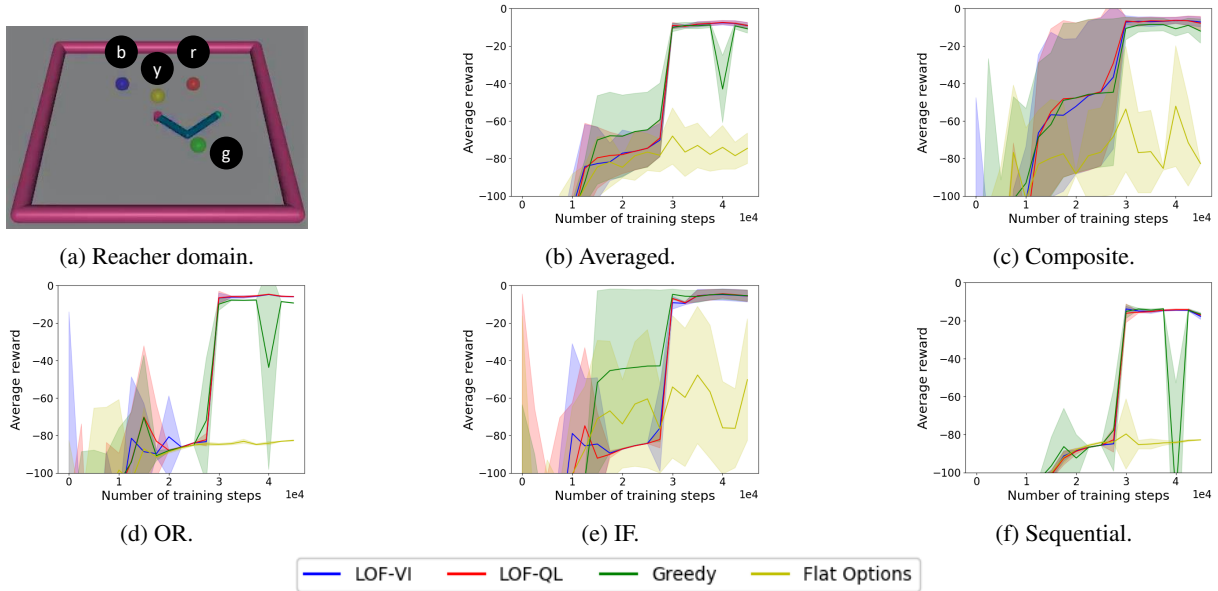 b
r
y
g
(a) Reacher domain.
0
−20
−40
−60
−80
−100
Average reward
0 1 2 3 4
1e4
Number of training steps
(b) Averaged.
0
−20
−40
−60
−80
−100
Average reward
0 1 2 3 4
1e4
Number of training steps
(c) Composite.
0
−20
−40
−60
−80
−100
Average reward
0 1 2 3 4
1e4
Number of training steps
(d) OR.
0
−20
−40
−60
−80
−100
Average reward
0 1 2 3 4
1e4
Number of training steps
(e) IF.
0
−20
−40
−60
−80
−100
Average reward
0 1 2 3 4
1e4
Number of training steps
(f) Sequential.
LOF-VI LOF-QL Greedy Flat Options